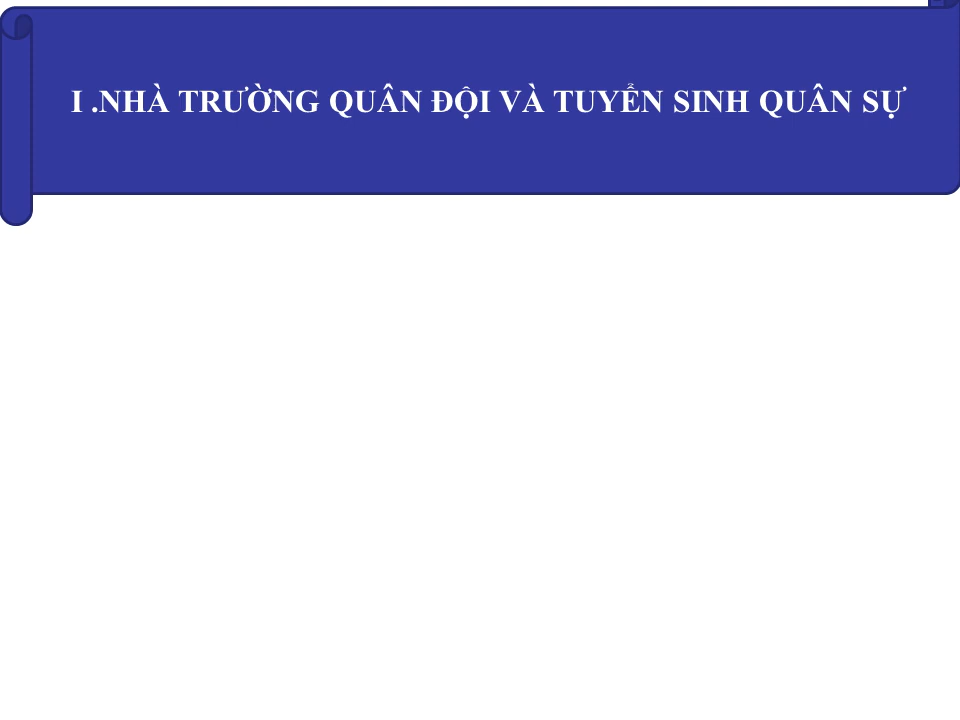 I .NHÀ TRƯỜNG QUÂN ĐỘI VÀ TUYỂN SINH QUÂN SỰ